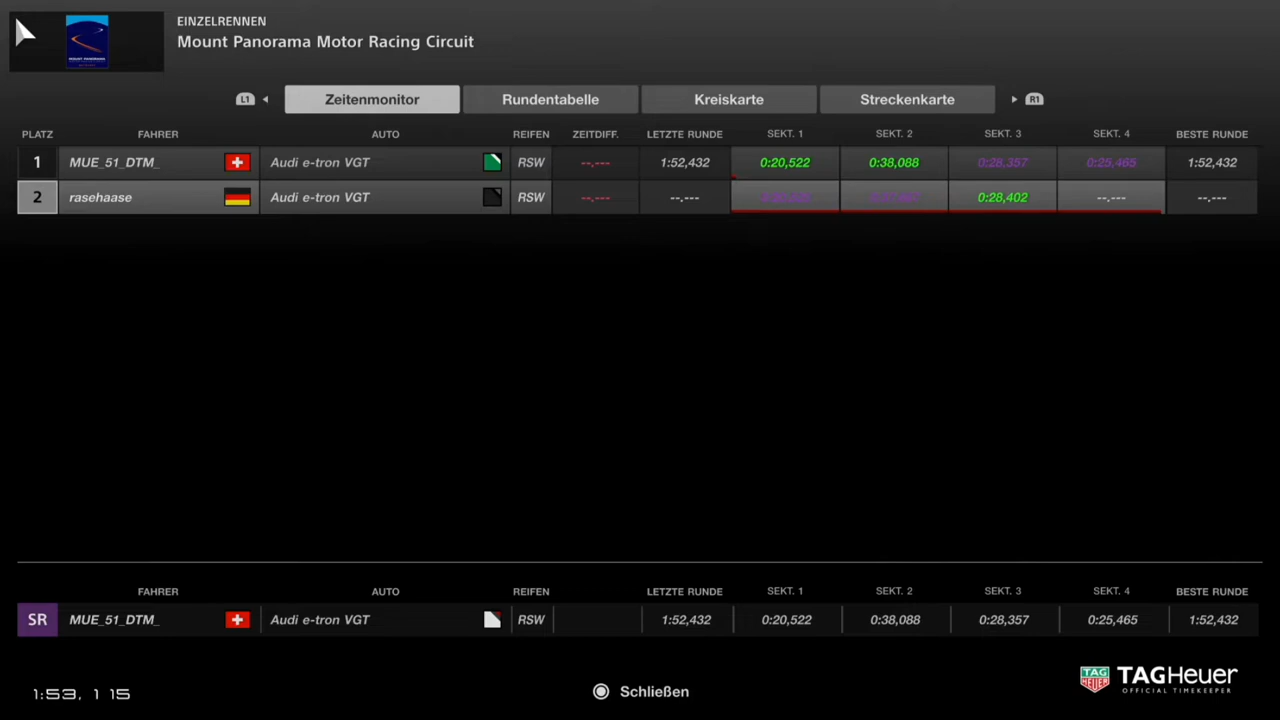 EINZELRENNEN
Mount Panorama Motor Racing Circuit
MOUNT PANORAMA
L1 Zeitenmonitor Rundentabelle Kreiskarte Streckenkarte R1
PLATZ FAHRER AUTO REIFEN ZEITDIFF. LETZTE RUNDE SEKT. 1 SEKT. 2 SEKT. 3 SEKT. 4 BESTE RUNDE
1 MUE_51_DTM_ Audi e-tron VGT RSW --,--- 1:52,432 0:20,522 0:38,088 0:28,357 0:25,465 1:52,432
2 rasehaase Audi e-tron VGT RSW --,--- --,--- 0:28,402 --,--- --,---
FAHRER AUTO REIFEN LETZTE RUNDE SEKT. 1 SEKT. 2 SEKT. 3 SEKT. 4 BESTE RUNDE
SR MUE_51_DTM_ Audi e-tron VGT RSW 1:52,432 0:20,522 0:38,088 0:28,357 0:25,465 1:52,432
1:53,115
Schließen
TAG HEUER TAGHeuer
OFFICIAL TIMEKEEPER